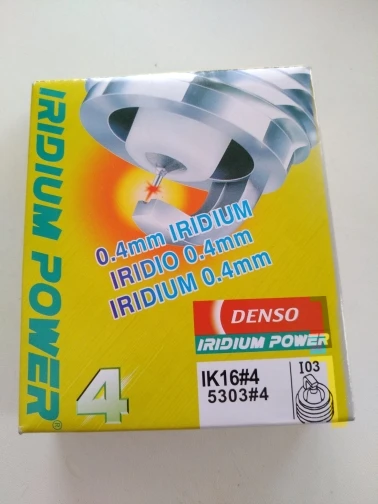 IRIDIUM POWER®
0.4mm IRIDIUM
IRIDIO 0.4mm
IRIDIUM 0.4mm
DENSO
IRIDIUM POWER
4
IK16#4
5303#4
I03